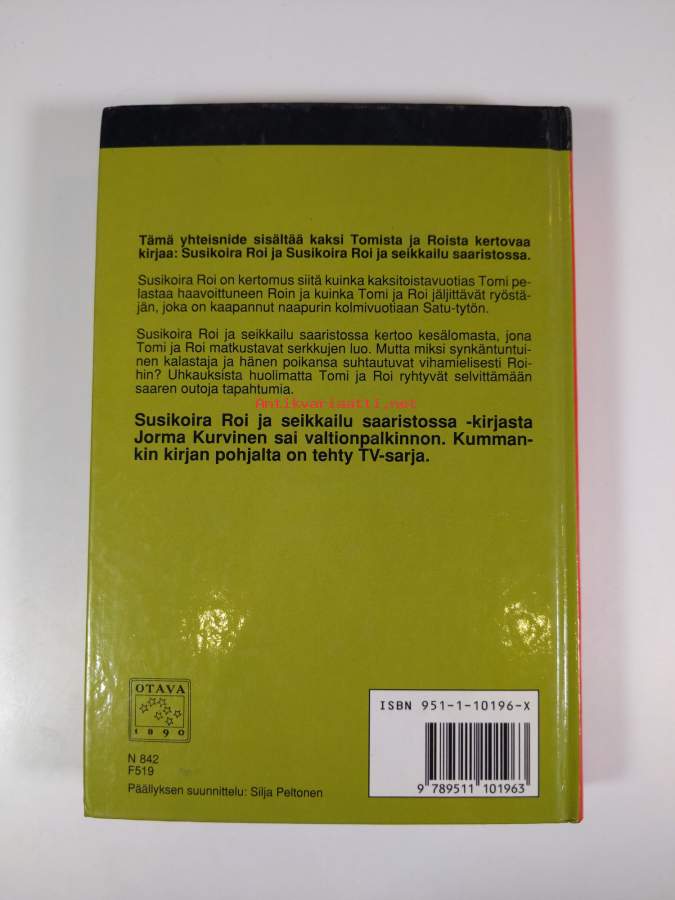 Tämä yhteisnide sisältää kaksi Tomista ja Roista kertovaa
kirjaa: Susikoira Roi ja Susikoira Roi ja seikkailu saaristossa.
Susikoira Roi on kertomus siitä kuinka kaksitoistavuotias Tomi pe-
lastaa haavoittuneen Roin ja kuinka Tomi ja Roi jäljittävät ryöstä-
jän, joka on kaapannut naapurin kolmivuotiaan Satu-tytön.
Susikoira Roi ja seikkailu saaristossa kertoo kesälomasta, jona
Tomi ja Roi matkustavat serkkujen luo. Mutta miksi synkäntuntui-
nen kalastaja ja hänen poikansa suhtautuvat vihamielisesti Roi-
hin? Uhkauksista huolimatta Tomi ja Roi ryhtyvät selvittämään
saaren outoja tapahtumia.
Antikvariaatti.net
Susikoira Roi ja seikkailu saaristossa -kirjasta
Jorma Kurvinen sai valtionpalkinnon. Kumman-
kin kirjan pohjalta on tehty TV-sarja.
OTAVA
1890
N 842
F519
Päällyksen suunnittelu: Silja Peltonen
ISBN 951-1-10196-X
9 789511 101963